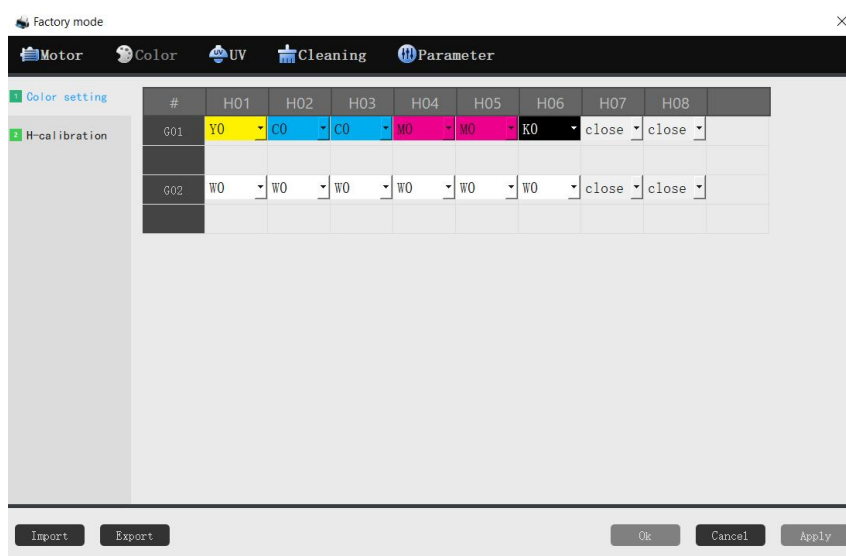 Factory mode
Motor Color UV Cleaning Parameter
1 Color setting
2 H-calibration
# H01 H02 H03 H04 H05 H06 H07 H08
G01 Y0 C0 C0 M0 M0 K0 close close
G02 W0 W0 W0 W0 W0 W0 close close
Import Export Ok Cancel Apply